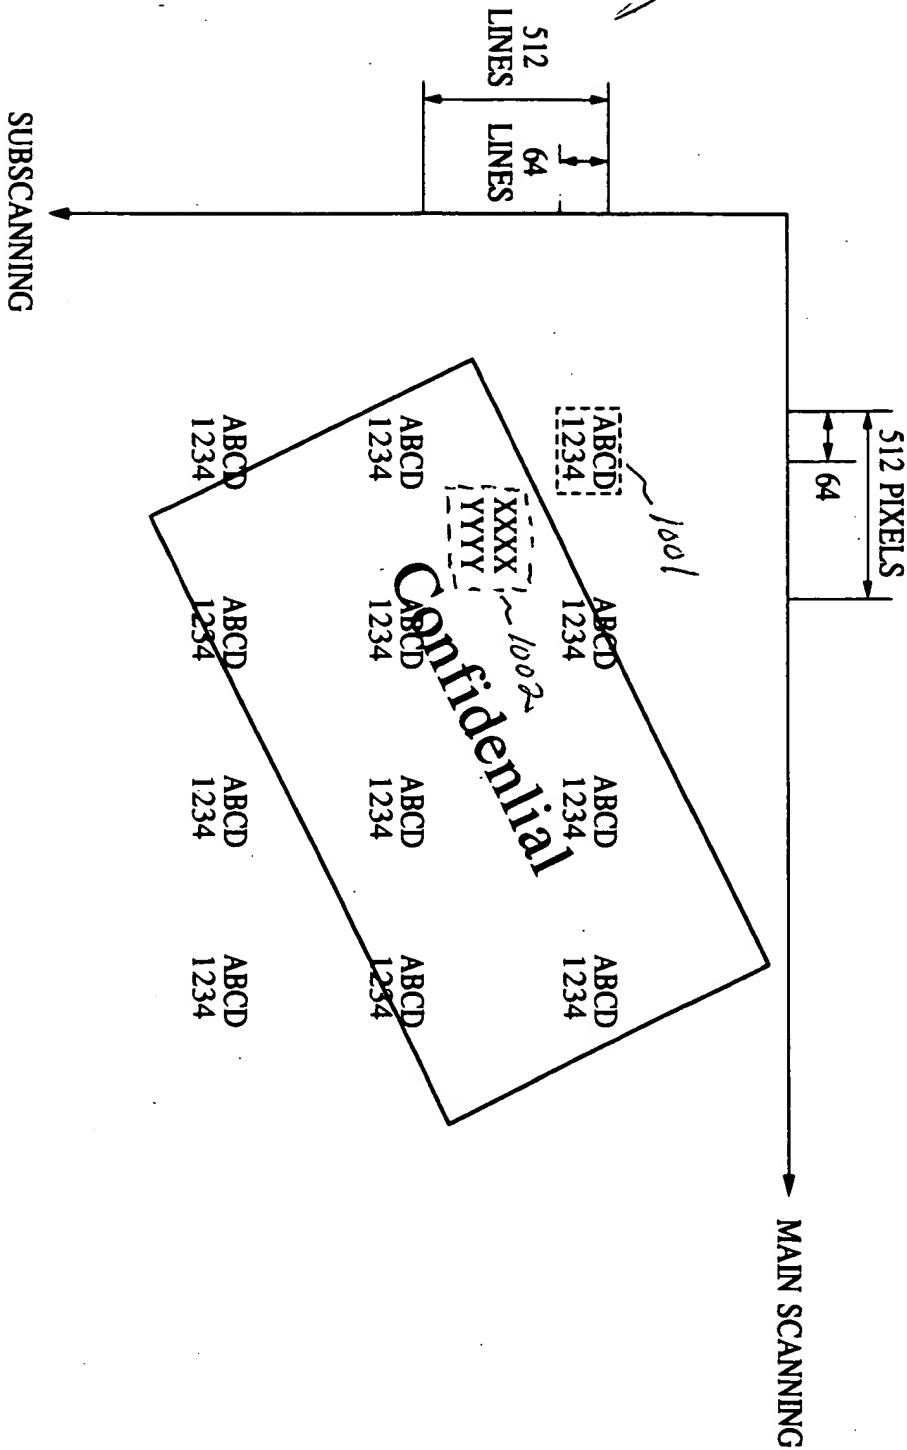 512 PIXELS
64
MAIN SCANNING
512
LINES
64
LINES
SUBSCANNING
1001
ABCD
1234
ABCD
1234
ABCD
1234
ABCD
1234
XXXX
YYYY
1002
Confidenlial
ABCD
1234
ABCD
1234
ABCD
1234
ABCD
1234
ABCD
1234
ABCD
1234
ABCD
1234
ABCD
1234